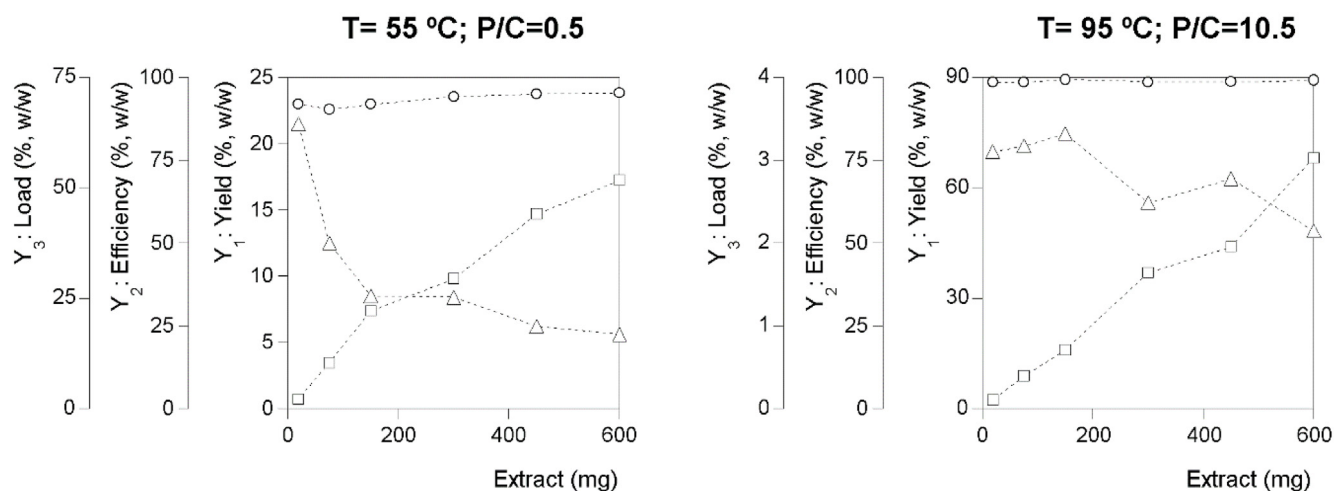 T= 55 ºC; P/C=0.5
Y3: Load (%, w/w)
75
50
25
0
Y2: Efficiency (%, w/w)
100
75
50
25
0
Y1: Yield (%, w/w)
25
20
15
10
5
0
0 200 400 600
Extract (mg)
T= 95 ºC; P/C=10.5
Y3: Load (%, w/w)
4
3
2
1
0
Y2: Efficiency (%, w/w)
100
75
50
25
0
Y1: Yield (%, w/w)
90
60
30
0
0 200 400 600
Extract (mg)